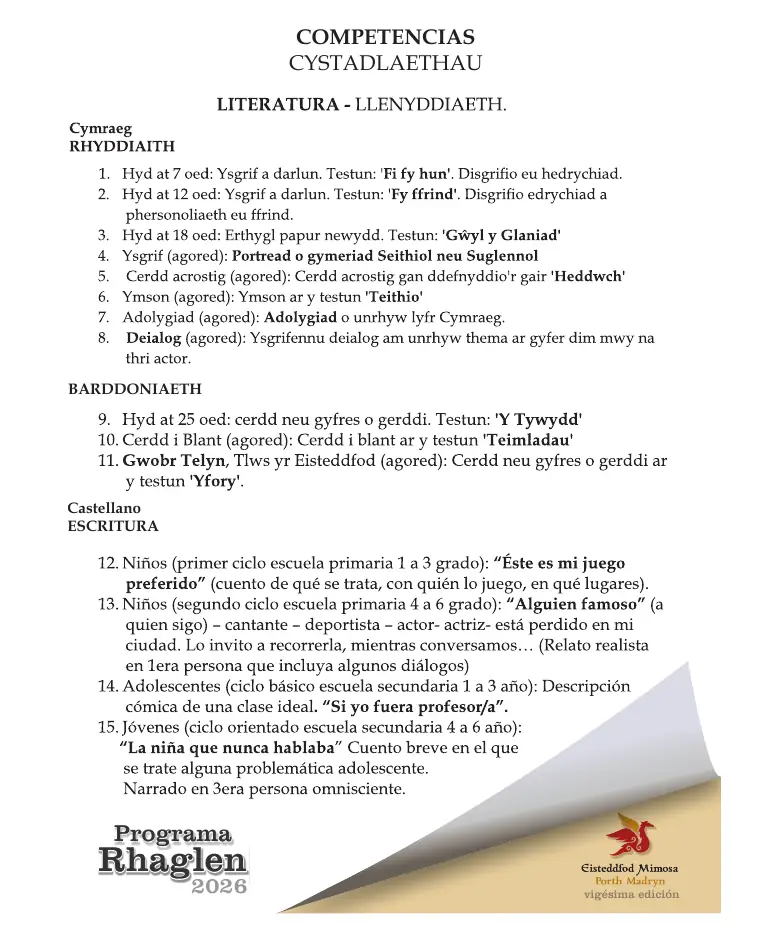 COMPETENCIAS
CYSTADLAETHAU
LITERATURA - LLENYDDIAETH.
Cymraeg
RHYDDIAITH
1. Hyd at 7 oed: Ysgrif a darlun. Testun: 'Fi fy hun'. Disgrifio eu hedrychiad.
2. Hyd at 12 oed: Ysgrif a darlun. Testun: 'Fy ffrind'. Disgrifio edrychiad a
phersonoliaeth eu ffrind.
3. Hyd at 18 oed: Erthygl papur newydd. Testun: 'Gŵyl y Glaniad'
4. Ysgrif (agored): Portread o gymeriad Seithiol neu Suglennol
5. Cerdd acrostig (agored): Cerdd acrostig gan ddefnyddio'r gair 'Heddwch'
6. Ymson (agored): Ymson ar y testun 'Teithio'
7. Adolygiad (agored): Adolygiad o unrhyw lyfr Cymraeg.
8. Deialog (agored): Ysgrifennu deialog am unrhyw thema ar gyfer dim mwy na
thri actor.
BARDDONIAETH
9. Hyd at 25 oed: cerdd neu gyfres o gerddi. Testun: 'Y Tywydd'
10. Cerdd i Blant (agored): Cerdd i blant ar y testun 'Teimladau'
11. Gwobr Telyn, Tlws yr Eisteddfod (agored): Cerdd neu gyfres o gerddi ar
y testun 'Yfory'.
Castellano
ESCRITURA
12. Niños (primer ciclo escuela primaria 1 a 3 grado): “Éste es mi juego
preferido” (cuento de qué se trata, con quién lo juego, en qué lugares).
13. Niños (segundo ciclo escuela primaria 4 a 6 grado): “Alguien famoso” (a
quien sigo) – cantante – deportista – actor- actriz- está perdido en mi
ciudad. Lo invito a recorrerla, mientras conversamos… (Relato realista
en 1era persona que incluya algunos diálogos)
14. Adolescentes (ciclo básico escuela secundaria 1 a 3 año): Descripción
cómica de una clase ideal. “Si yo fuera profesor/a”.
15. Jóvenes (ciclo orientado escuela secundaria 4 a 6 año):
“La niña que nunca hablaba” Cuento breve en el que
se trate alguna problemática adolescente.
Narrado en 3era persona omnisciente.
Programa
Rhaglen
2026
Eisteddfod Mimosa
Porth Madryn
vigésima edición